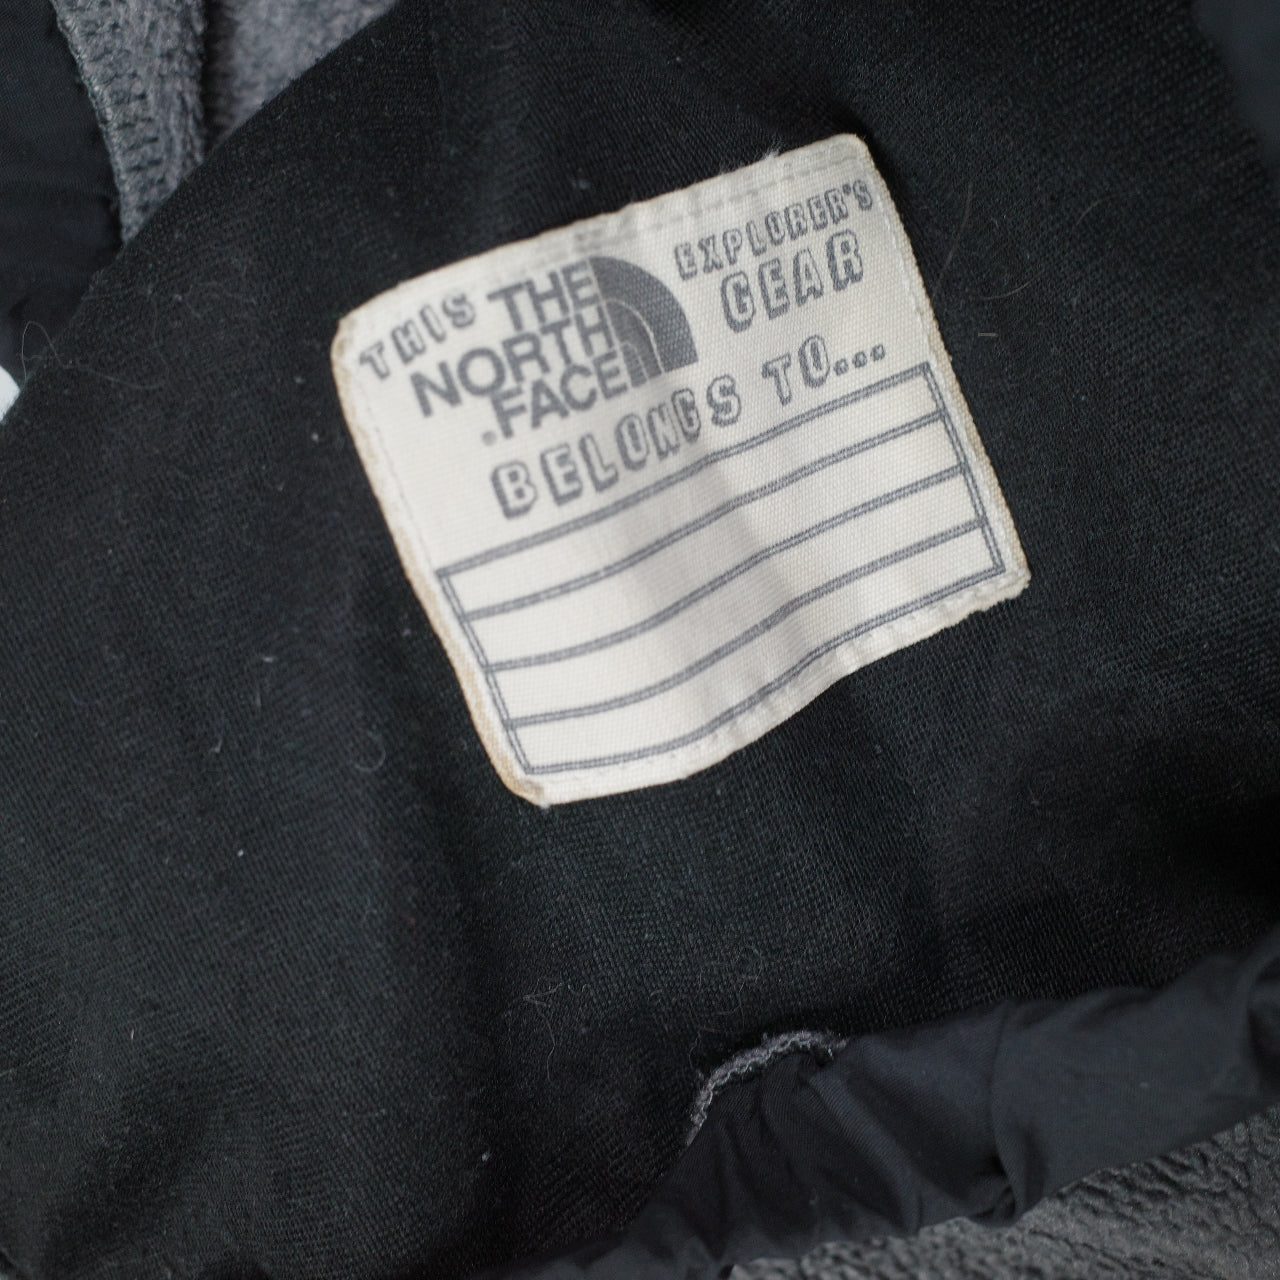 THIS THE NORTH FACE EXPLORER'S
GEAR
BELONGS TO...